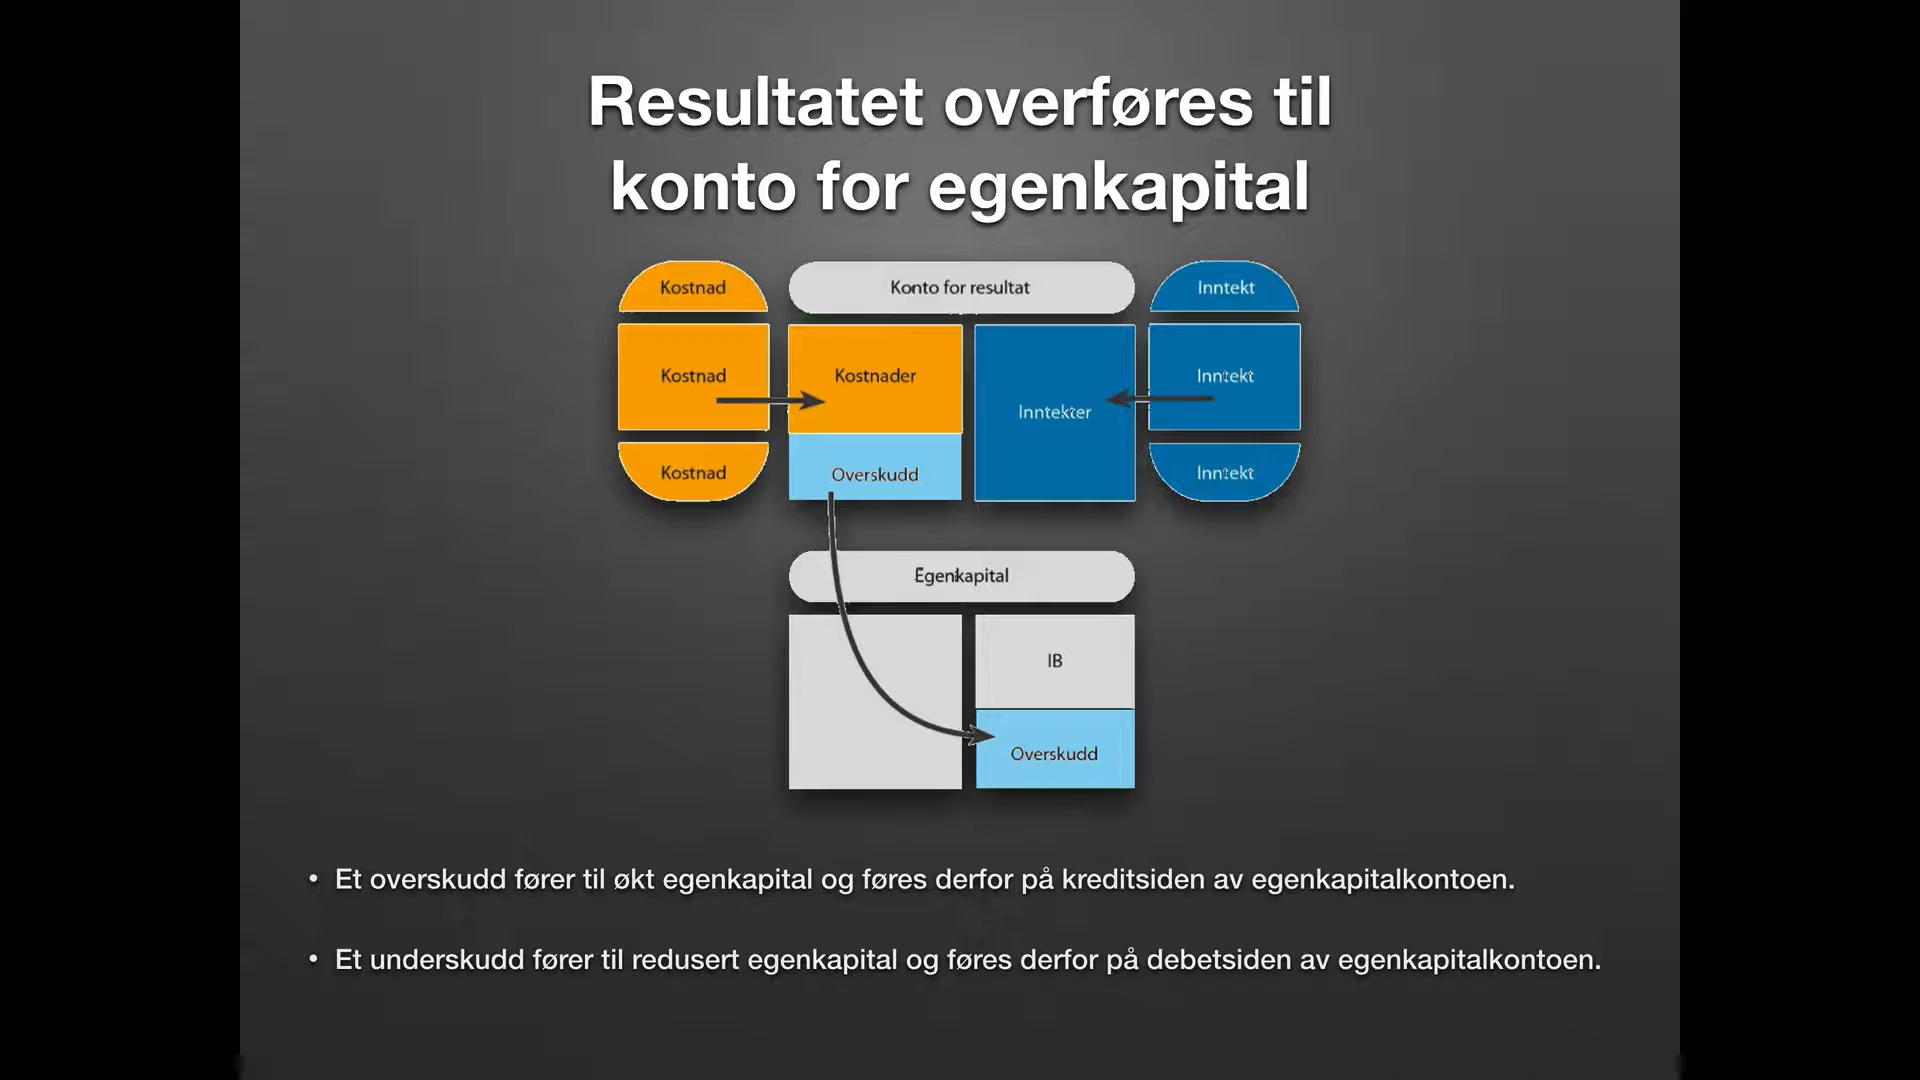 Resultatet overføres til
konto for egenkapital
Kostnad
Konto for resultat
Inntekt
Kostnad
Kostnader
Inntekter
Inntekt
Kostnad
Overskudd
Inntekt
Egenkapital
IB
Overskudd
• Et overskudd fører til økt egenkapital og føres derfor på kreditsiden av egenkapitalkontoen.
• Et underskudd fører til redusert egenkapital og føres derfor på debetsiden av egenkapitalkontoen.